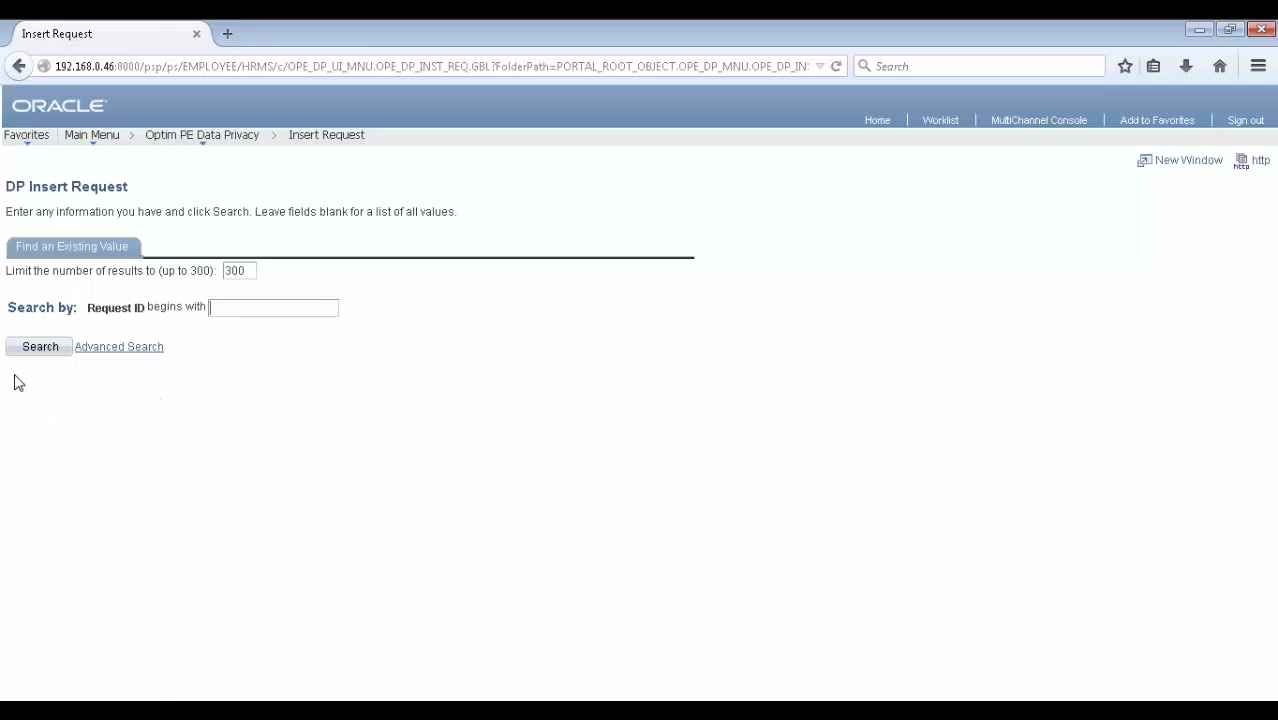 Insert Request
192.168.0.46:8000/psp/ps/EMPLOYEE/HRMS/c/OPE_DP_UI_MNU.OPE_DP_INST_REQ.GBL?FolderPath=PORTAL_ROOT_OBJECT.OPE_DP_MNU.OPE_DP_IN
Search
ORACLE
Home
Worklist
MultiChannel Console
Add to Favorites
Sign out
Favorites
Main Menu > Optim PE Data Privacy > Insert Request
New Window
http
DP Insert Request
Enter any information you have and click Search. Leave fields blank for a list of all values.
Find an Existing Value
Limit the number of results to (up to 300): 300
Search by: Request ID begins with
Search Advanced Search